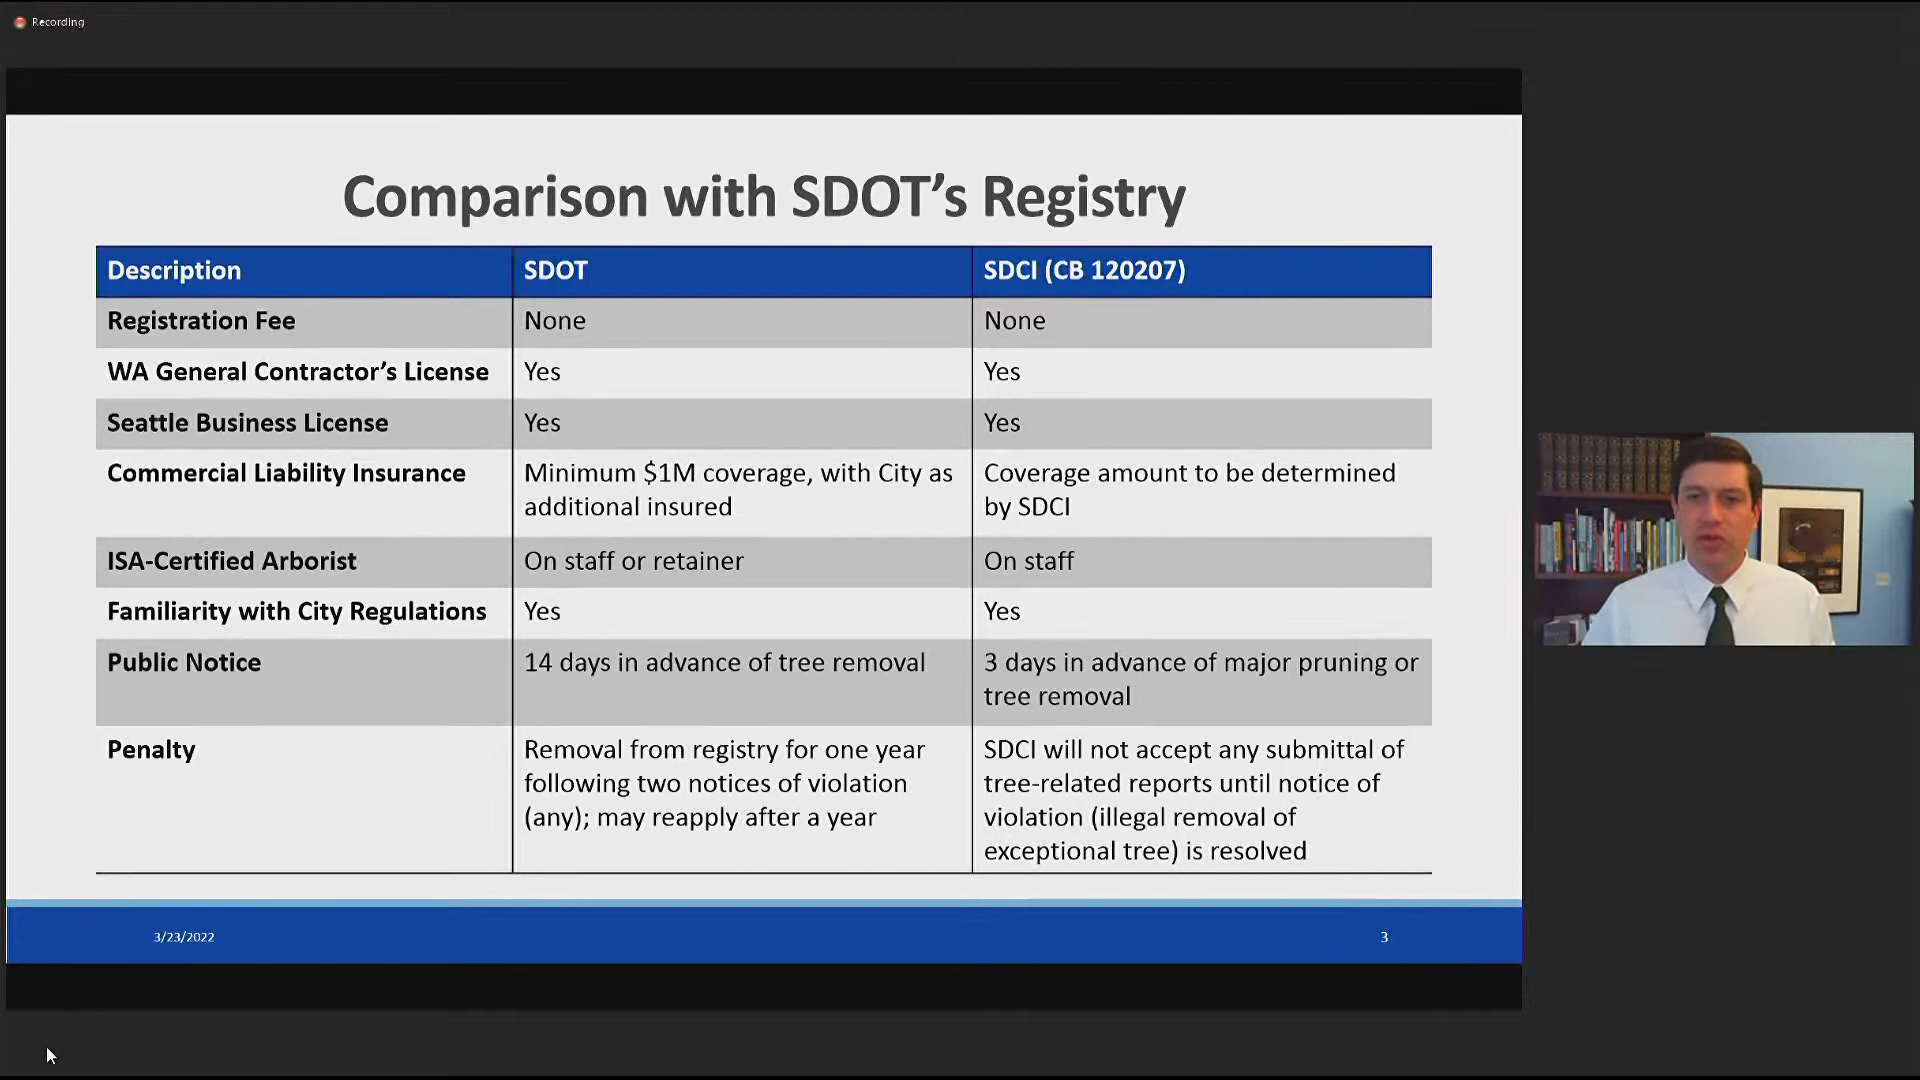 Recording
Comparison with SDOT’s Registry
Description
SDOT
SDCI (CB 120207)
Registration Fee
None
None
WA General Contractor’s License
Yes
Yes
Seattle Business License
Yes
Yes
Commercial Liability Insurance
Minimum $1M coverage, with City as
additional insured
Coverage amount to be determined
by SDCI
ISA-Certified Arborist
On staff or retainer
On staff
Familiarity with City Regulations
Yes
Yes
Public Notice
14 days in advance of tree removal
3 days in advance of major pruning or
tree removal
Penalty
Removal from registry for one year
following two notices of violation
(any); may reapply after a year
SDCI will not accept any submittal of
tree-related reports until notice of
violation (illegal removal of
exceptional tree) is resolved
3/23/2022
3